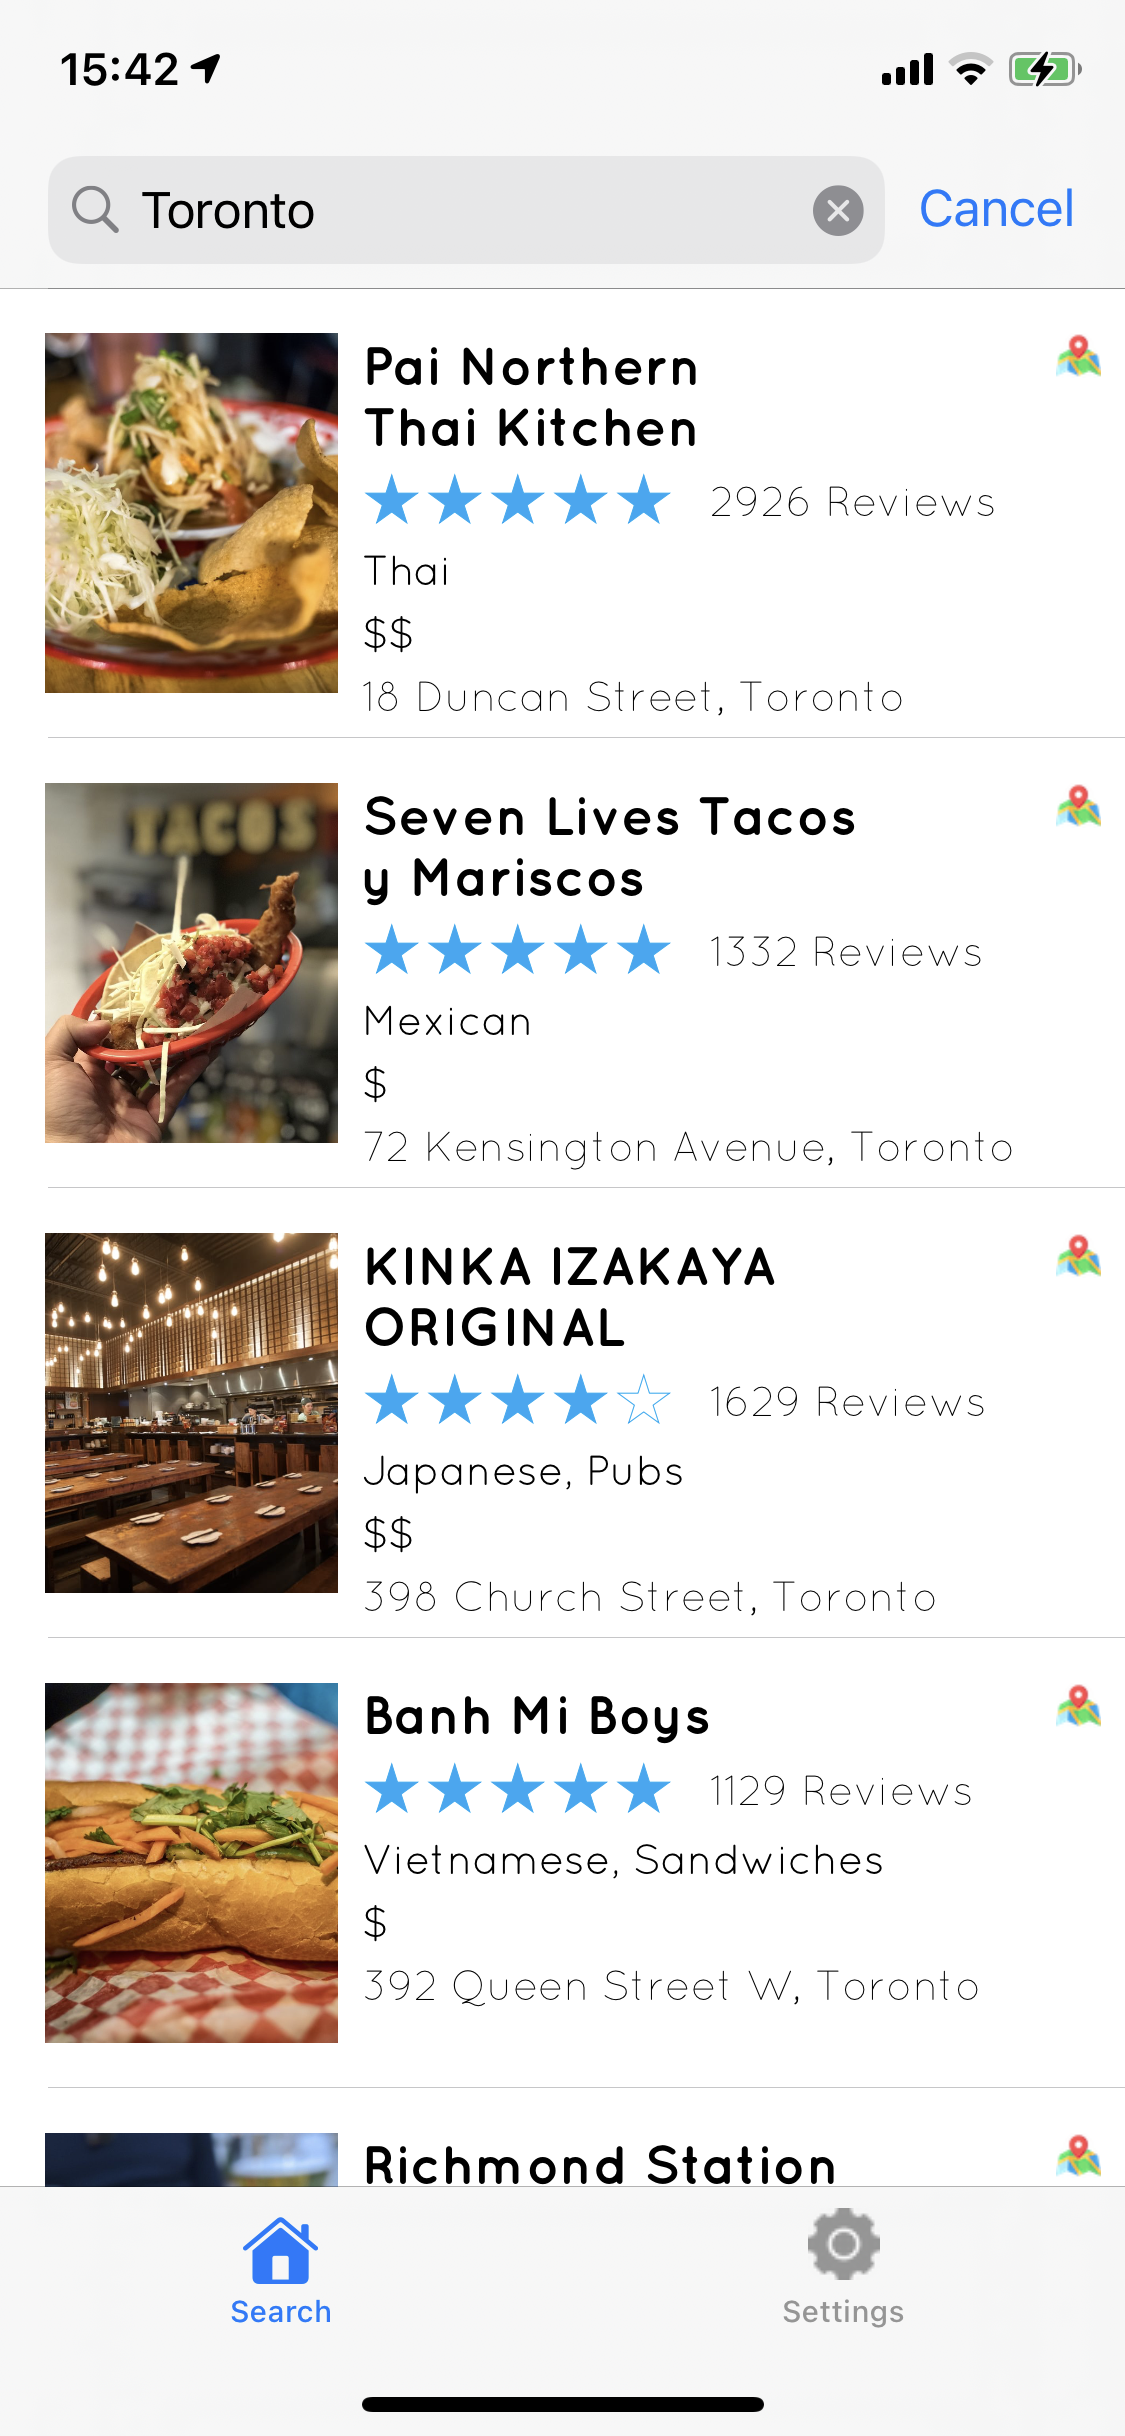 15:42
Toronto
Cancel
Pai Northern
Thai Kitchen
2926 Reviews
Thai
$$
18 Duncan Street, Toronto
TACOS
Seven Lives Tacos
y Mariscos
1332 Reviews
Mexican
$
72 Kensington Avenue, Toronto
KINKA IZAKAYA
ORIGINAL
1629 Reviews
Japanese, Pubs
$$
398 Church Street, Toronto
Banh Mi Boys
1129 Reviews
Vietnamese, Sandwiches
$
392 Queen Street W, Toronto
Richmond Station
Search
Settings